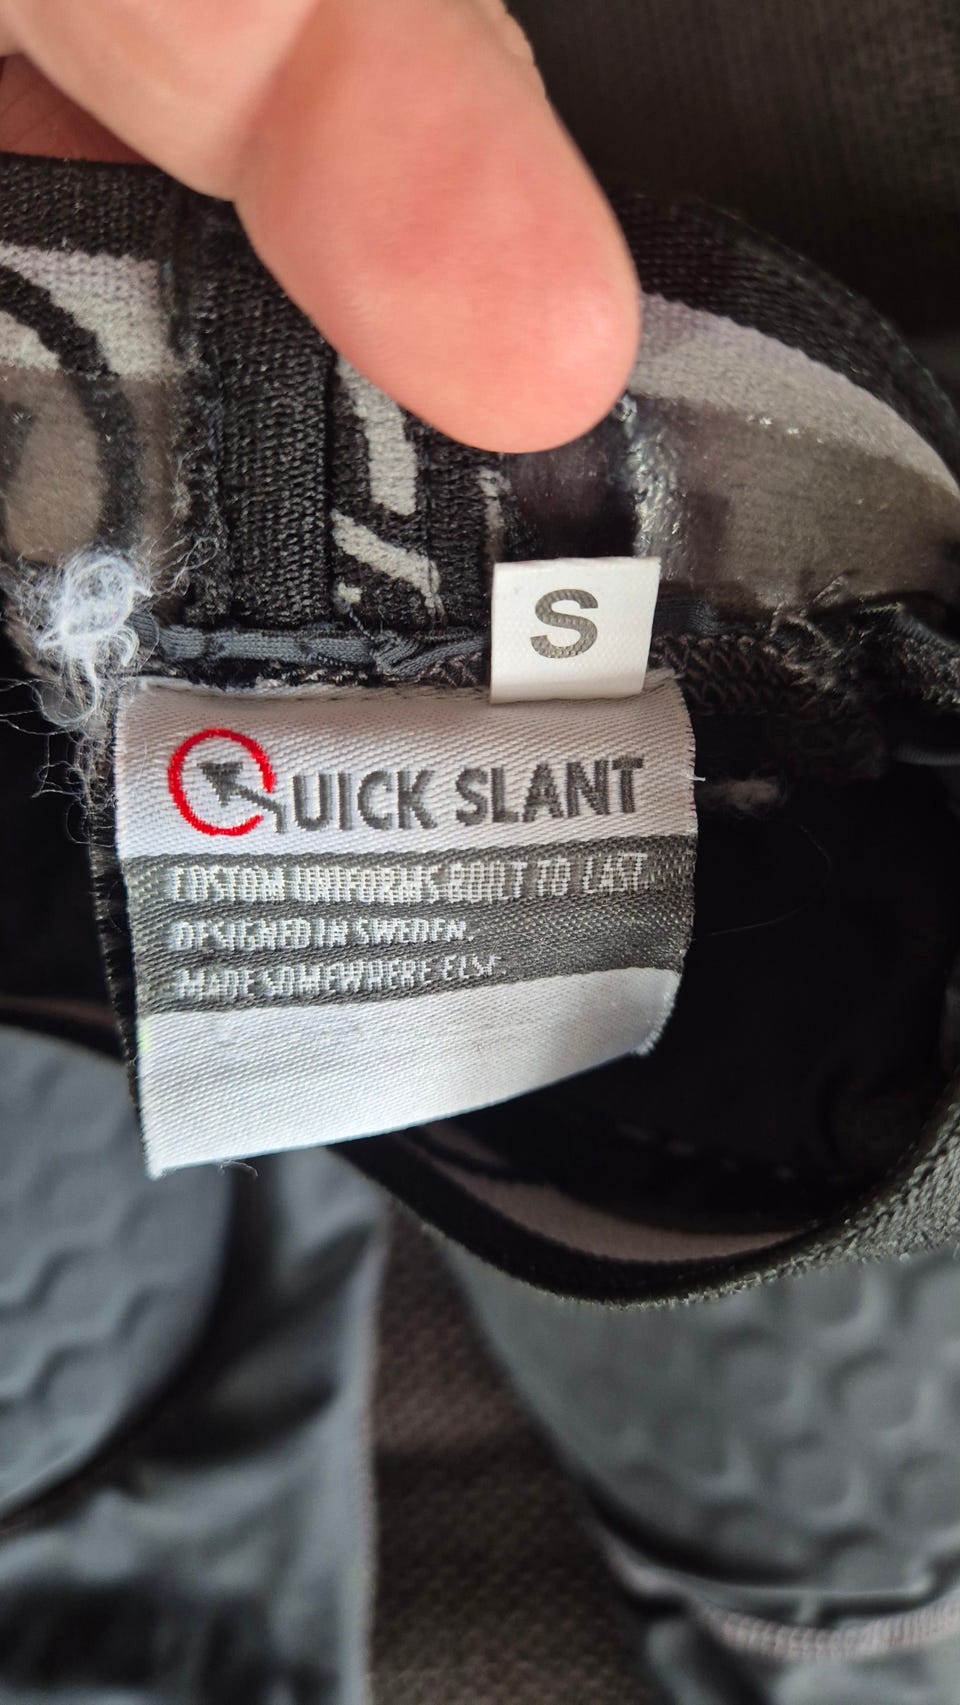 S
QUICK SLANT
CUSTOM UNIFORMS BUILT TO LAST.
DESIGNED IN SWEDEN.
MADE SOMEWHERE ELSE.